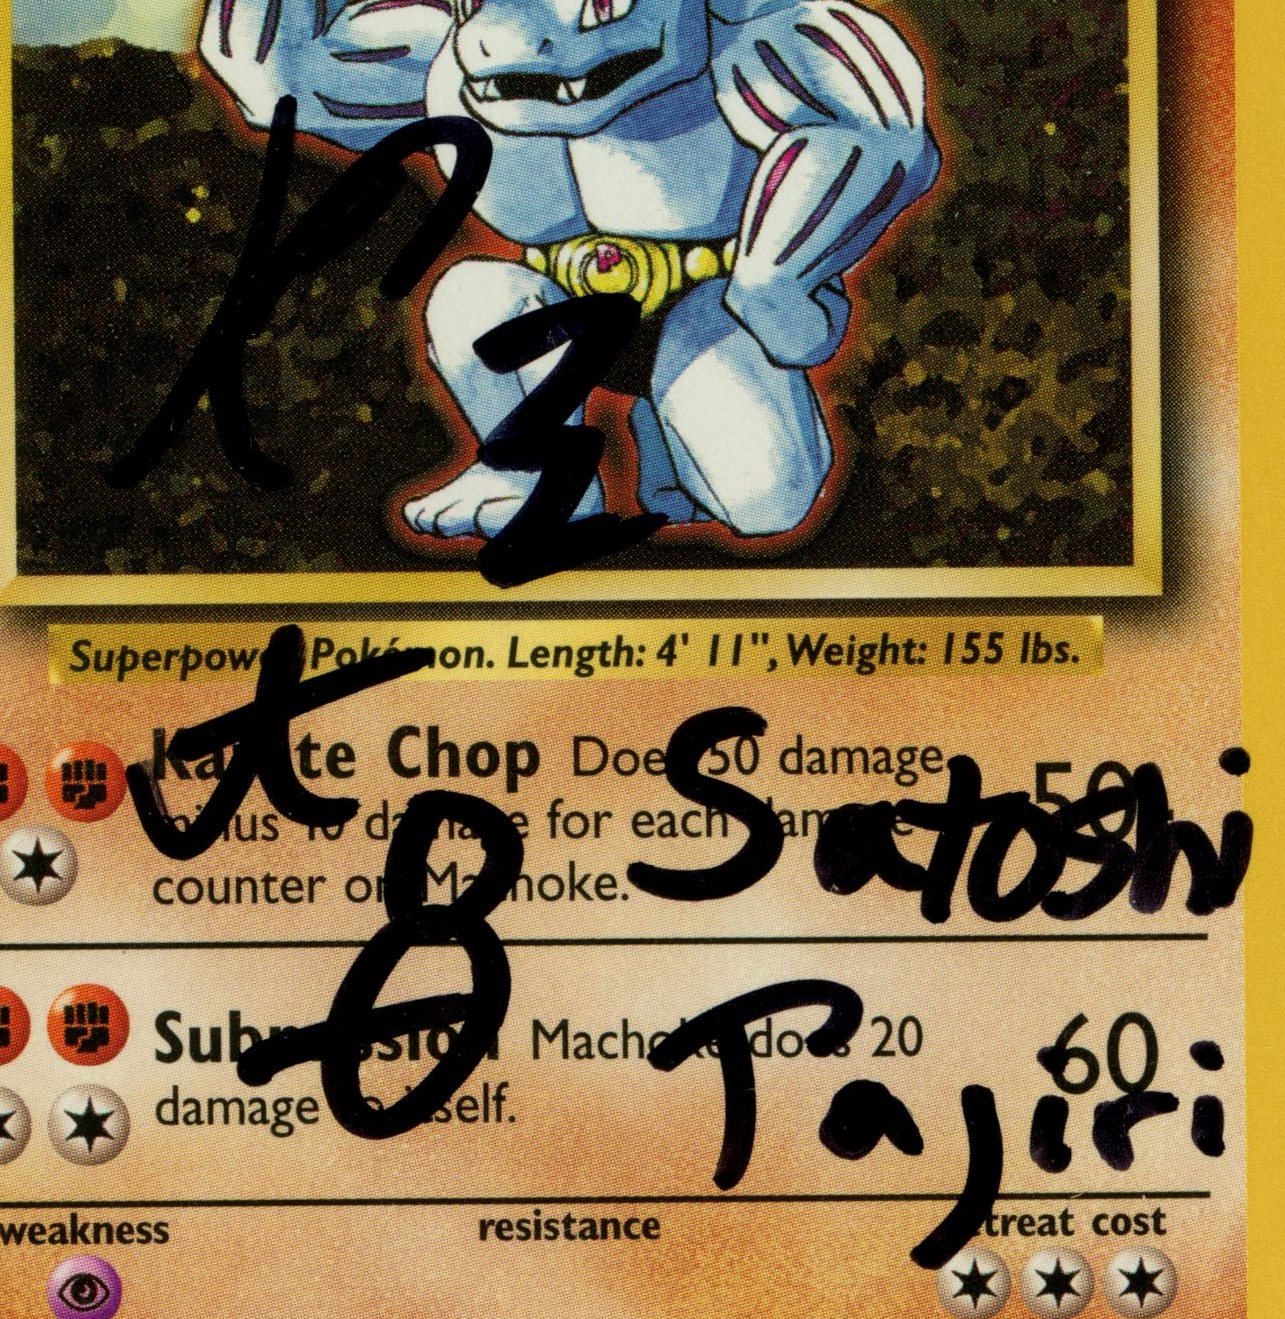 Superpower Pokémon. Length: 4' 11", Weight: 155 lbs.
Karate Chop Does 50 damage
minus 10 damage for each damage
counter on Machoke.
50-
Satoshi
Submission Machoke does 20
damage to itself.
60
Tajiri
weakness
resistance
retreat cost